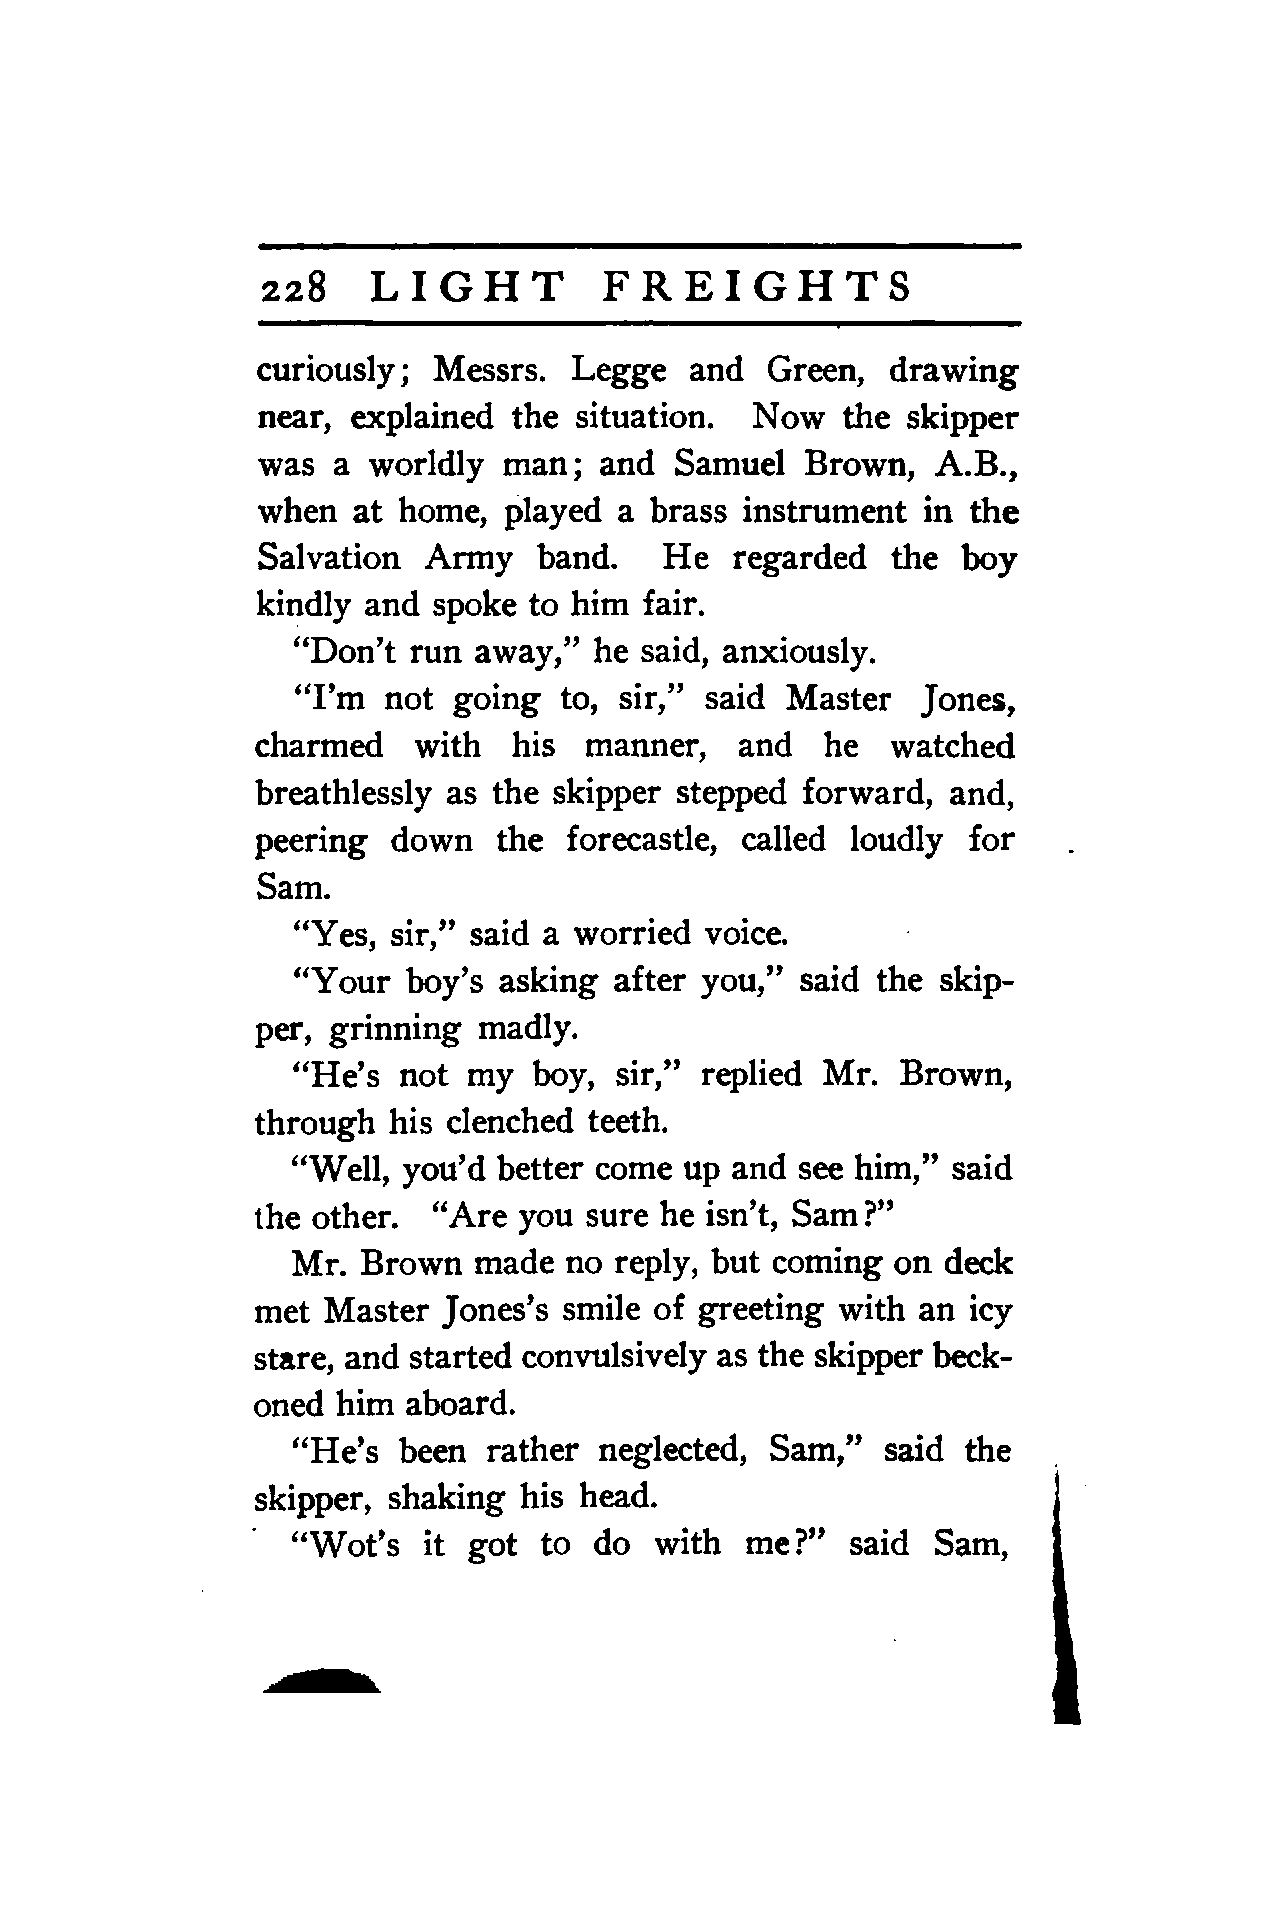 228 LIGHT FREIGHTS
curiously; Messrs. Legge and Green, drawing
near, explained the situation. Now the skipper
was a worldly man; and Samuel Brown, A.B.,
when at home, played a brass instrument in the
Salvation Army band. He regarded the boy
kindly and spoke to him fair.
"Don't run away," he said, anxiously.
"I'm not going to, sir," said Master Jones,
charmed with his manner, and he watched
breathlessly as the skipper stepped forward, and,
peering down the forecastle, called loudly for
Sam.
"Yes, sir," said a worried voice.
"Your boy's asking after you," said the skip-
per, grinning madly.
"He's not my boy, sir," replied Mr. Brown,
through his clenched teeth.
"Well, you'd better come up and see him," said
the other. "Are you sure he isn't, Sam?"
Mr. Brown made no reply, but coming on deck
met Master Jones's smile of greeting with an icy
stare, and started convulsively as the skipper beck-
oned him aboard.
"He's been rather neglected, Sam," said the
skipper, shaking his head.
"Wot's it got to do with me?" said Sam,